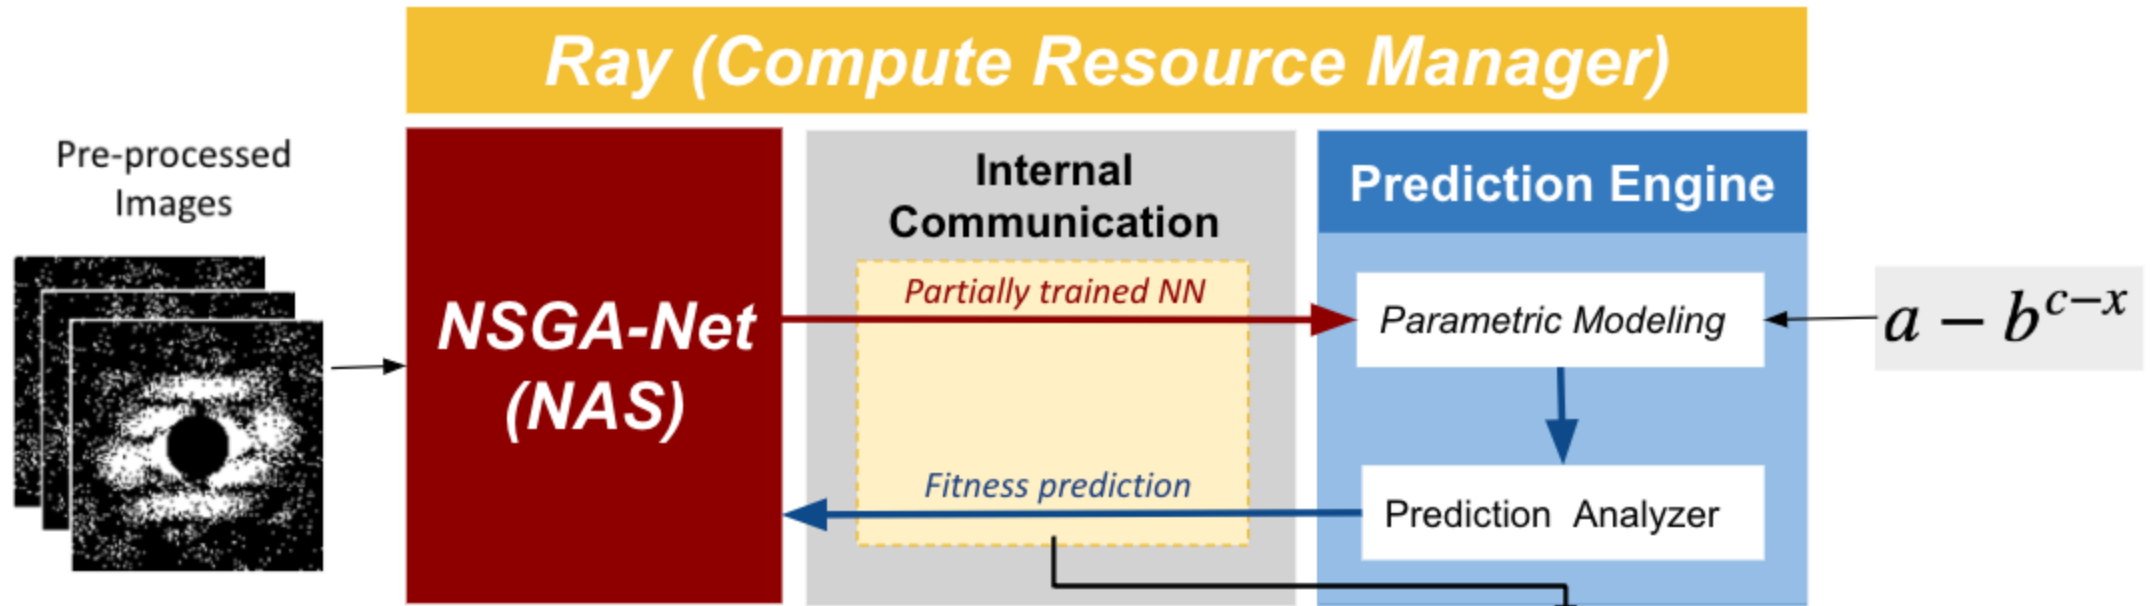 Ray (Compute Resource Manager)
Pre-processed
Images
NSGA-Net
(NAS)
Internal
Communication
Partially trained NN
Fitness prediction
Prediction Engine
Parametric Modeling
Prediction Analyzer
a − b^{c−x}